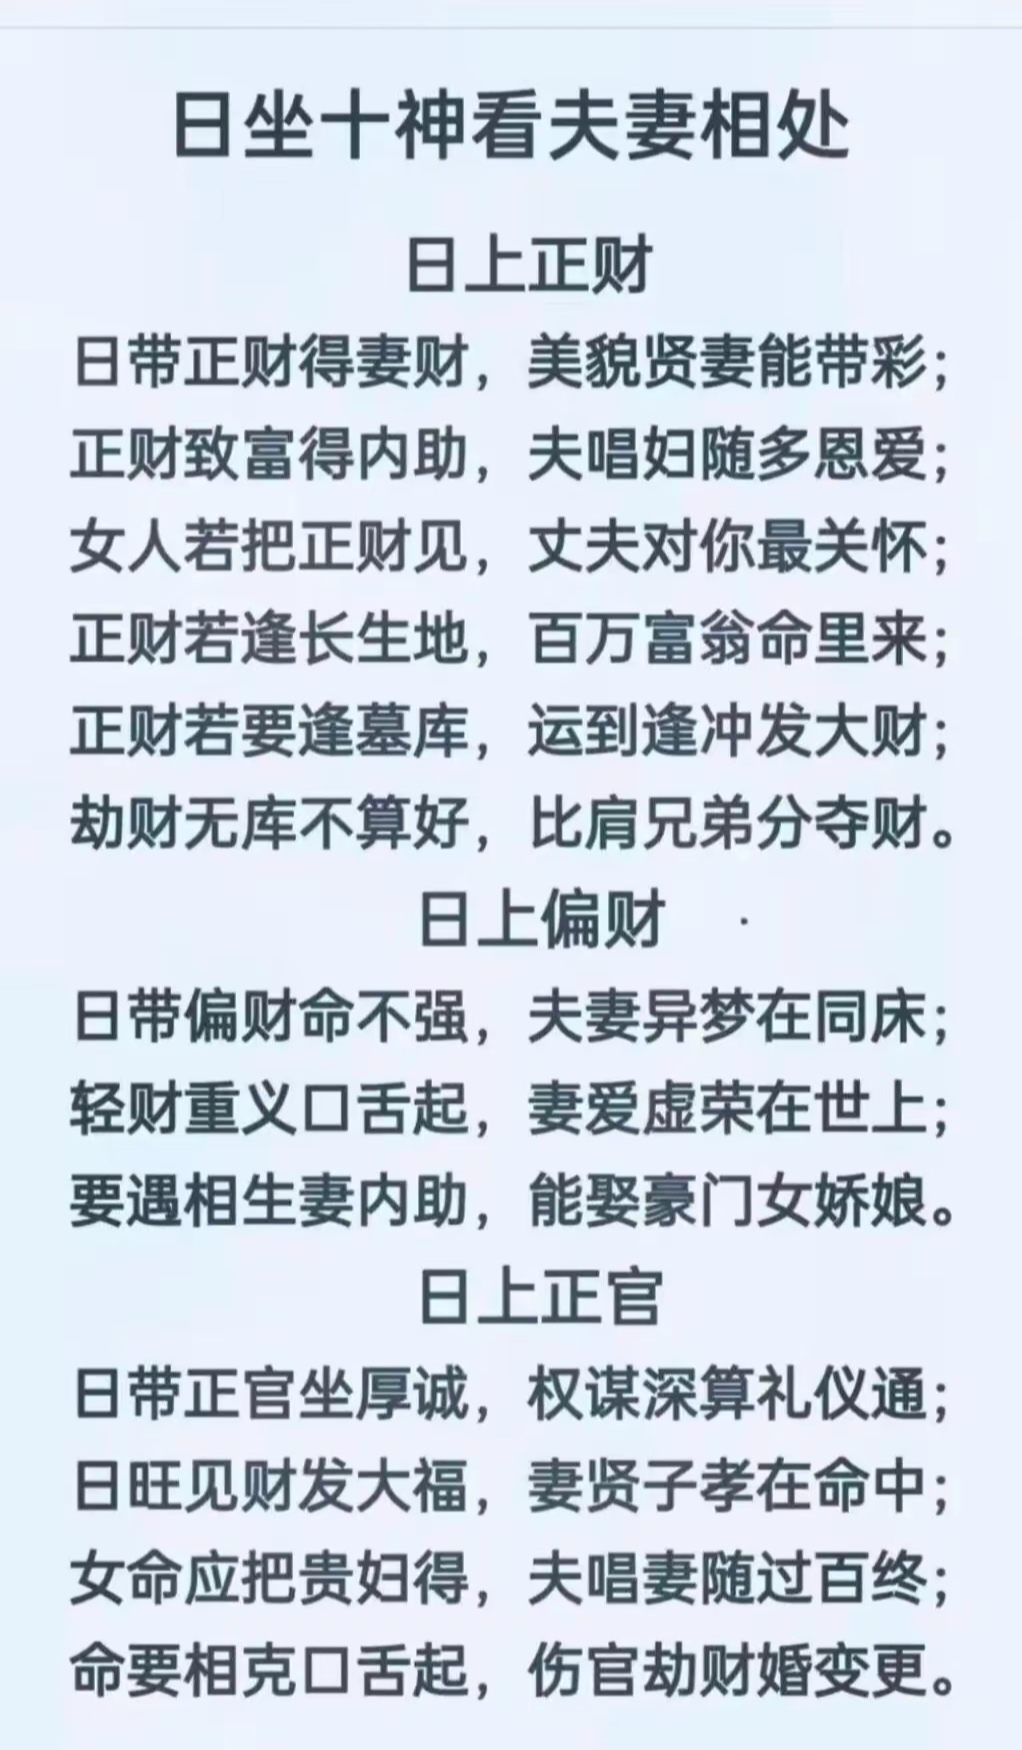 日坐十神看夫妻相处
日上正财
日带正财得妻财，美貌贤妻能带彩；
正财致富得内助，夫唱妇随多恩爱；
女人若把正财见，丈夫对你最关怀；
正财若逢长生地，百万富翁命里来；
正财若要逢墓库，运到逢冲发大财；
劫财无库不算好，比肩兄弟分夺财。
日上偏财
日带偏财命不强，夫妻异梦在同床；
轻财重义口舌起，妻爱虚荣在世上；
要遇相生妻内助，能娶豪门女娇娘。
日上正官
日带正官坐厚诚，权谋深算礼仪通；
日旺见财发大福，妻贤子孝在命中；
女命应把贵妇得，夫唱妻随过百终；
命要相克口舌起，伤官劫财婚变更。